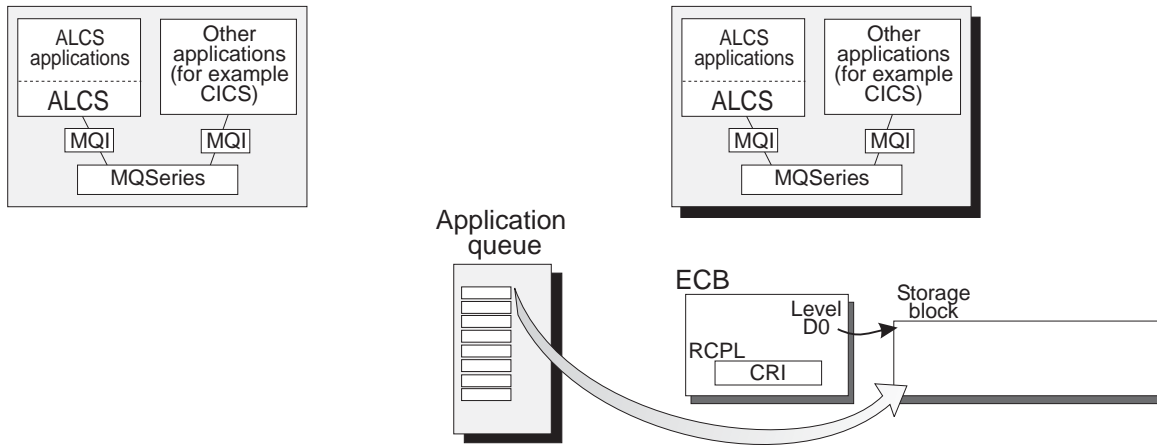 ALCS
applications
ALCS
Other
applications
(for example
CICS)
MQI
MQI
MQSeries
ALCS
applications
ALCS
Other
applications
(for example
CICS)
MQI
MQI
MQSeries
Application
queue
ECB
Level
D0
RCPL
CRI
Storage
block